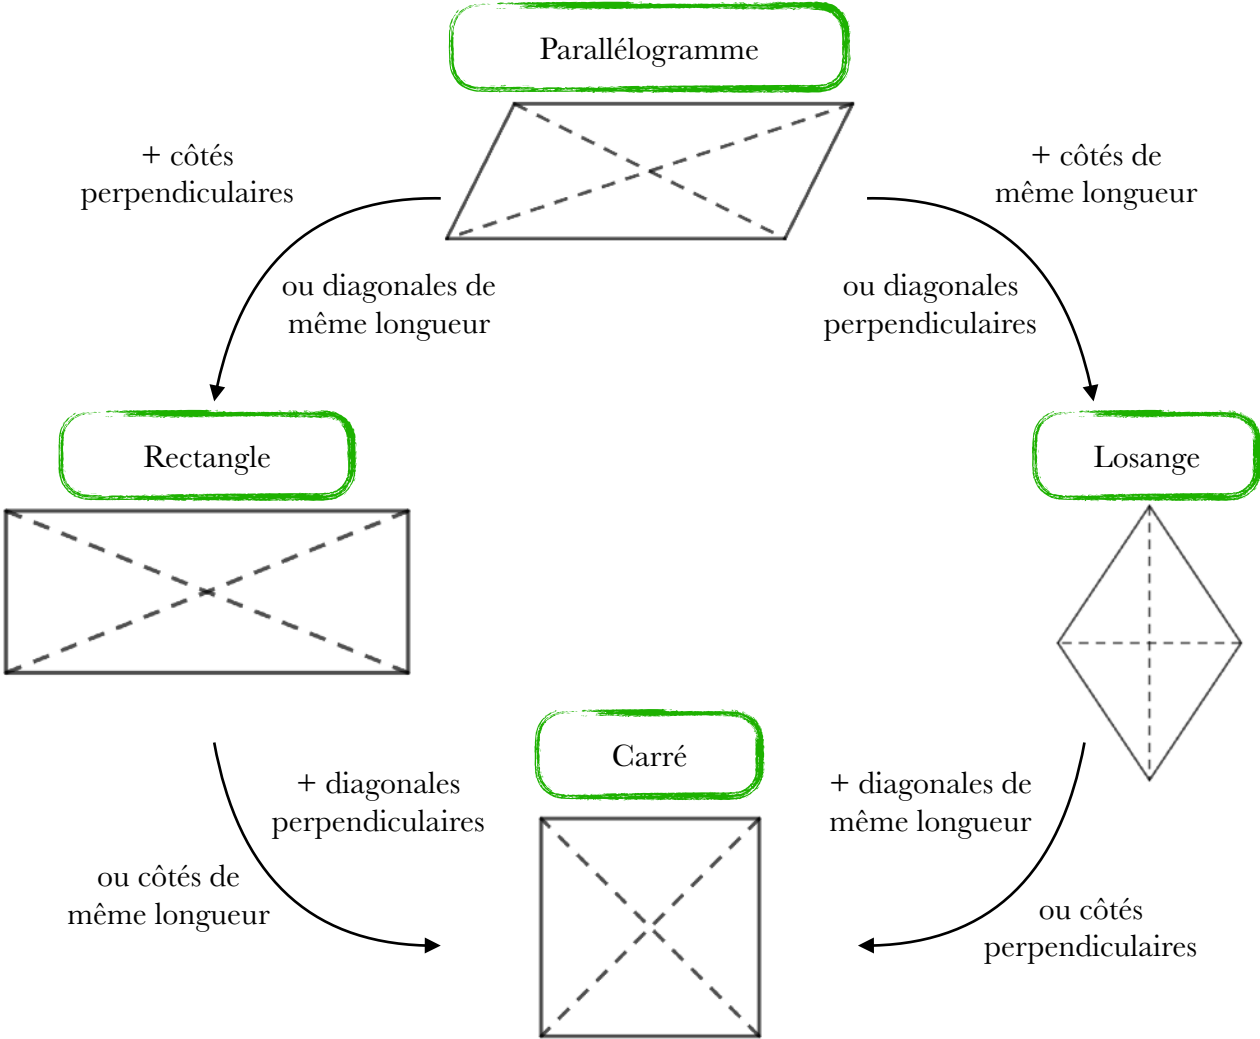 Parallélogramme
+ côtés
perpendiculaires
+ côtés de
même longueur
ou diagonales de
même longueur
ou diagonales
perpendiculaires
Rectangle
Losange
Carré
+ diagonales
perpendiculaires
+ diagonales de
même longueur
ou côtés de
même longueur
ou côtés
perpendiculaires